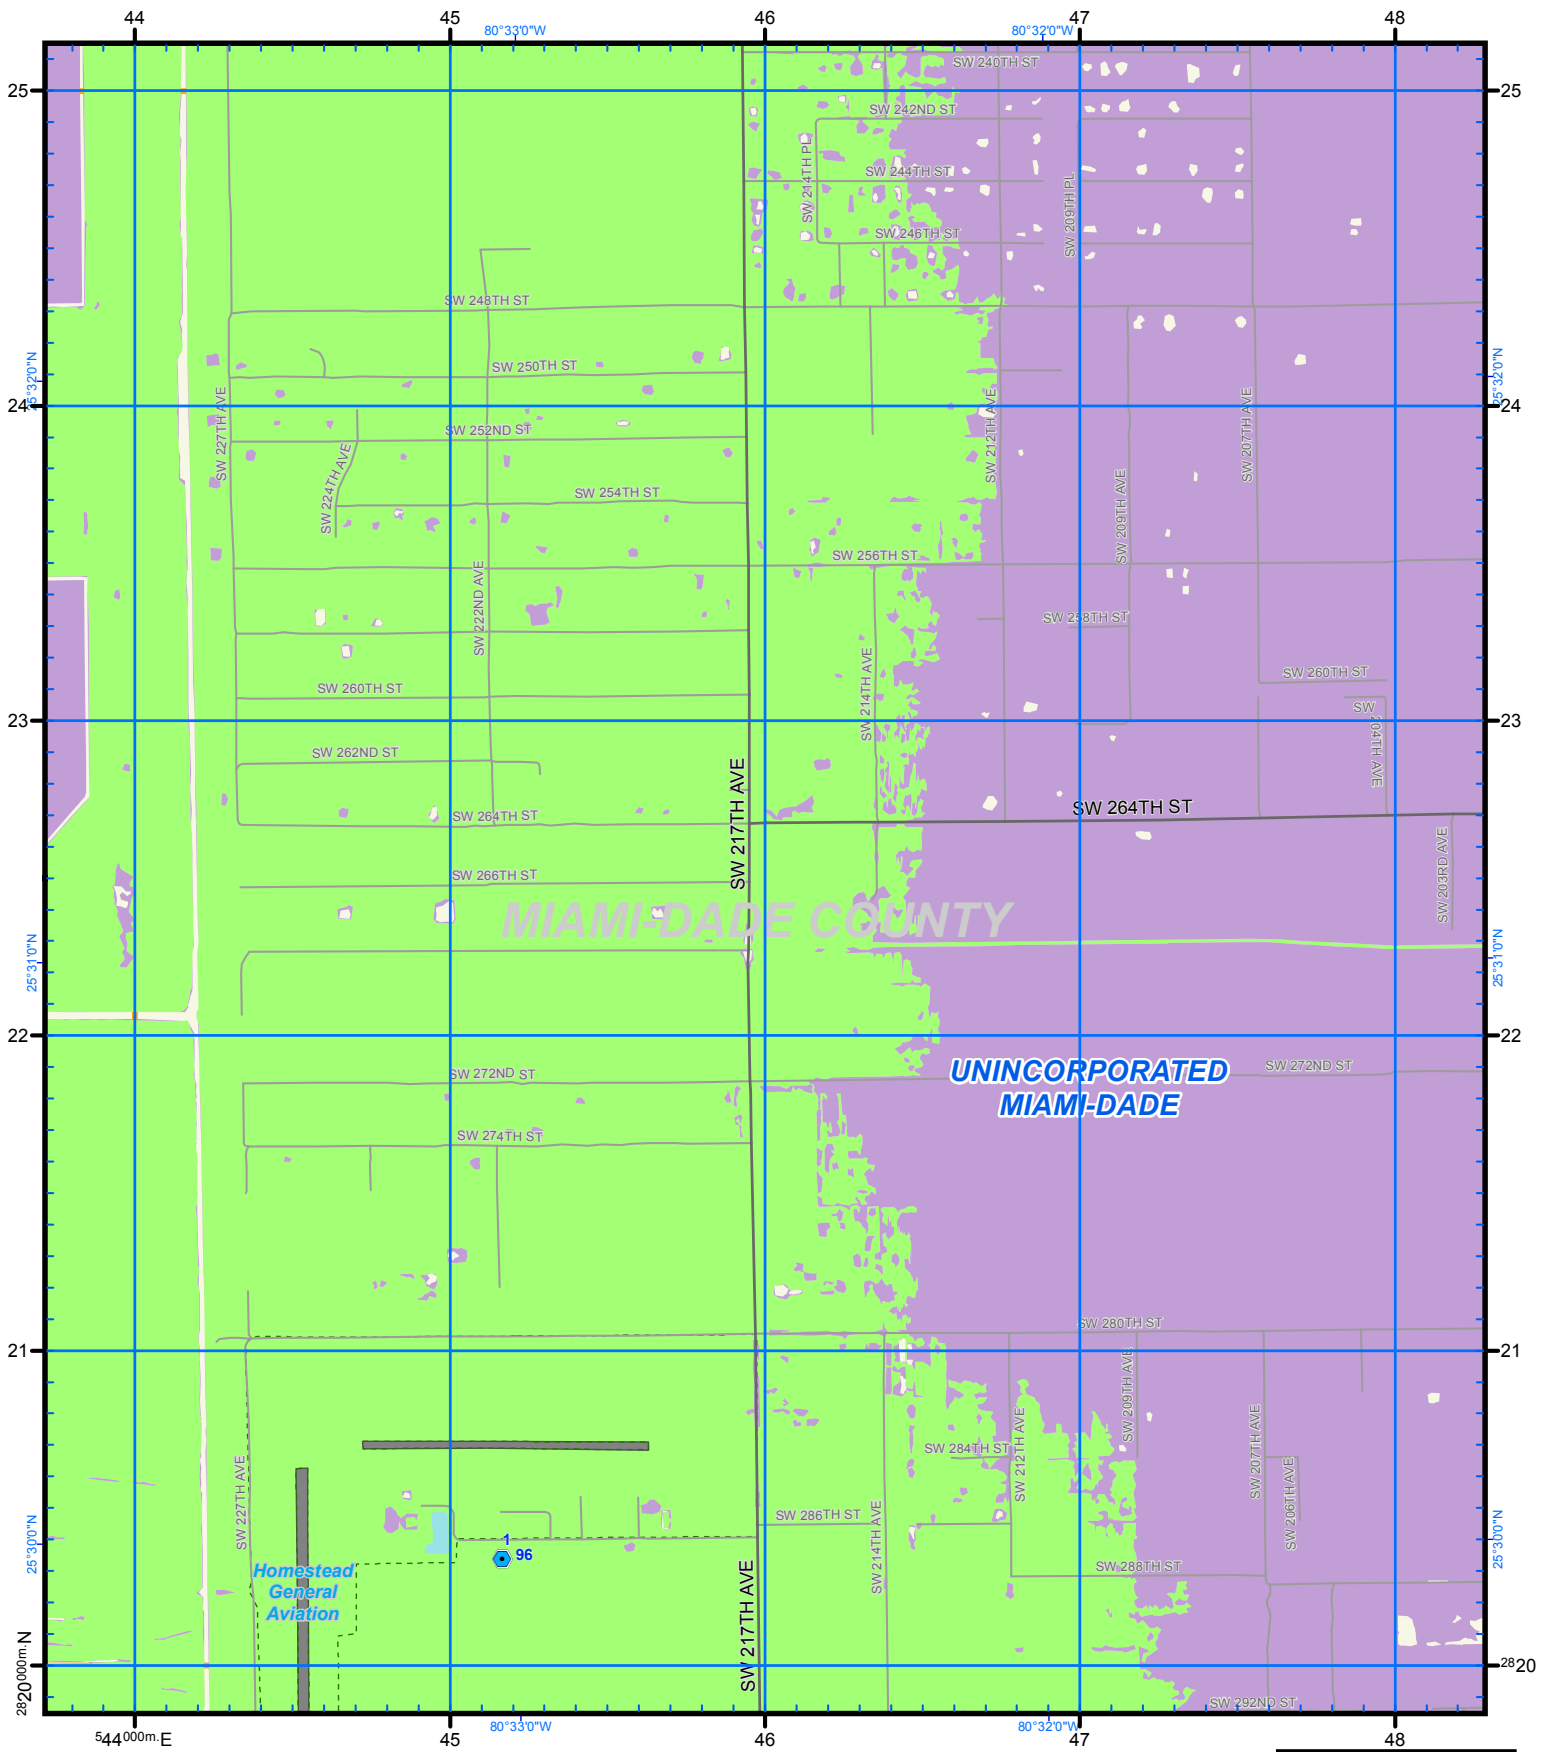 44 45 46 47 48
80°33'0"W 80°32'0"W
SW 240TH ST
25 25
SW 242ND ST
SW 214TH PL
SW 244TH ST
SW 209TH PL
SW 246TH ST
SW 248TH ST
25°32'0"N 25°32'0"N
SW 250TH ST
24 24
SW 227TH AVE
SW 212TH AVE
SW 207TH AVE
SW 252ND ST
SW 224TH AVE
SW 254TH ST
SW 209TH AVE
SW 256TH ST
SW 222ND AVE
SW 258TH ST
SW 214TH AVE
SW 260TH ST
SW 260TH ST
SW
204TH AVE
23 23
SW 262ND ST
SW 217TH AVE
SW 264TH ST
SW 264TH ST
SW 203RD AVE
SW 266TH ST
MIAMI-DADE COUNTY
25°31'0"N 25°31'0"N
22 22
SW 272ND ST
UNINCORPORATED
MIAMI-DADE
SW 272ND ST
SW 274TH ST
SW 280TH ST
21 21
SW 209TH AVE
SW 212TH AVE
SW 207TH AVE
SW 284TH ST
SW 227TH AVE
SW 206TH AVE
SW 286TH ST
SW 214TH AVE
25°30'0"N 25°30'0"N
1
96
Homestead
General
Aviation
SW 288TH ST
SW 217TH AVE
2820000m.N 2820
SW 292ND ST
80°33'0"W 80°32'0"W
544000m.E 45 46 47 48